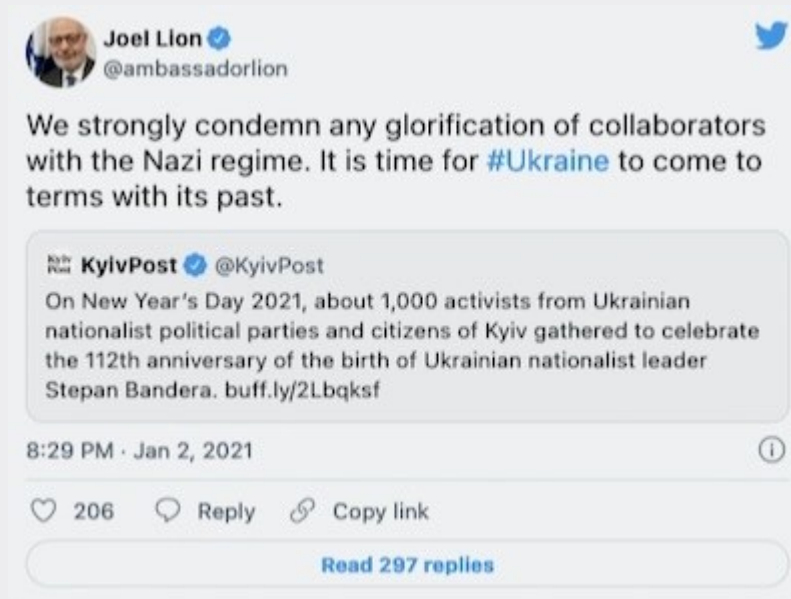 Joel Lion
@ambassadorlion
We strongly condemn any glorification of collaborators
with the Nazi regime. It is time for #Ukraine to come to
terms with its past.
KyivPost @KyivPost
On New Year's Day 2021, about 1,000 activists from Ukrainian
nationalist political parties and citizens of Kyiv gathered to celebrate
the 112th anniversary of the birth of Ukrainian nationalist leader
Stepan Bandera. buff.ly/2Lbqksf
8:29 PM · Jan 2, 2021
206 Reply Copy link
Read 297 replies